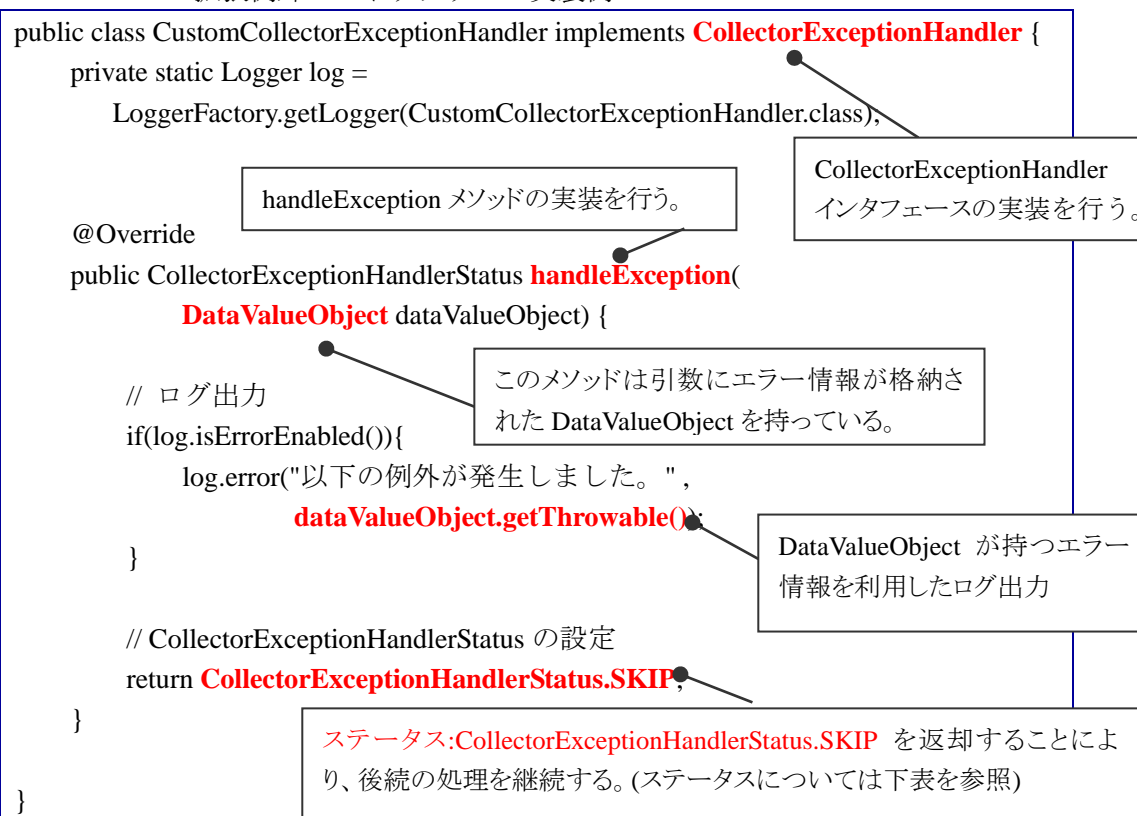 public class CustomCollectorExceptionHandler implements CollectorExceptionHandler {
private static Logger log =
LoggerFactory.getLogger(CustomCollectorExceptionHandler.class);
CollectorExceptionHandler
インタフェースの実装を行う。
handleException メソッドの実装を行う。
@Override
public CollectorExceptionHandlerStatus handleException(
DataValueObject dataValueObject) {
このメソッドは引数にエラー情報が格納さ
れた DataValueObject を持っている。
// ログ出力
if(log.isErrorEnabled()){
log.error("以下の例外が発生しました。" ,
dataValueObject.getThrowable());
DataValueObject が持つエラー
情報を利用したログ出力
}
// CollectorExceptionHandlerStatus の設定
return CollectorExceptionHandlerStatus.SKIP;
}
ステータス:CollectorExceptionHandlerStatus.SKIP を返却することによ
り、後続の処理を継続する。(ステータスについては下表を参照)
}